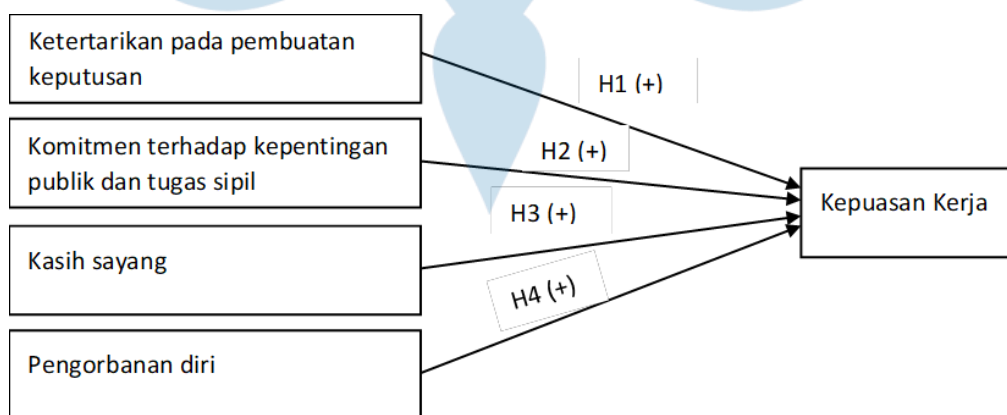 Ketertarikan pada pembuatan
keputusan
H1 (+)
Komitmen terhadap kepentingan
publik dan tugas sipil
H2 (+)
Kepuasan Kerja
H3 (+)
Kasih sayang
H4 (+)
Pengorbanan diri